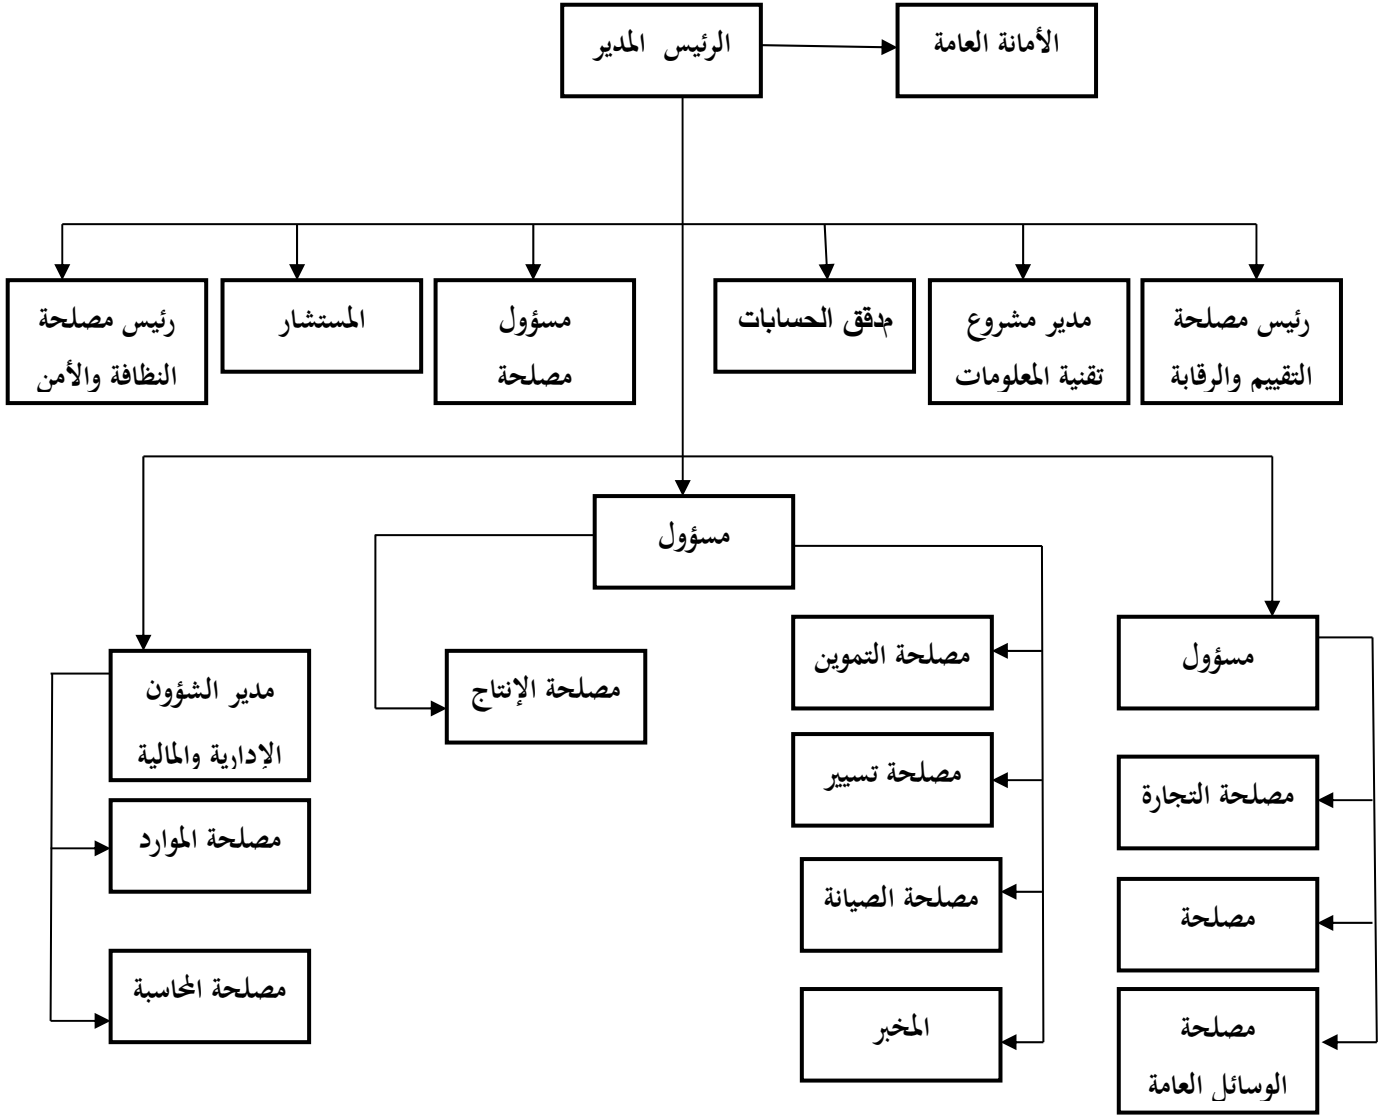 الرئيس المدير
الأمانة العامة
رئيس مصلحة
التقييم والرقابة
مدير مشروع
تقنية المعلومات
مدقق الحسابات
مسؤول
مصلحة
المستشار
رئيس مصلحة
النظافة والأمن
مسؤول
مسؤول
مصلحة التجارة
مصلحة
مصلحة
الوسائل العامة
مصلحة التموين
مصلحة تسيير
مصلحة الصيانة
المخبر
مصلحة الإنتاج
مدير الشؤون
الإدارية والمالية
مصلحة الموارد
مصلحة المحاسبة